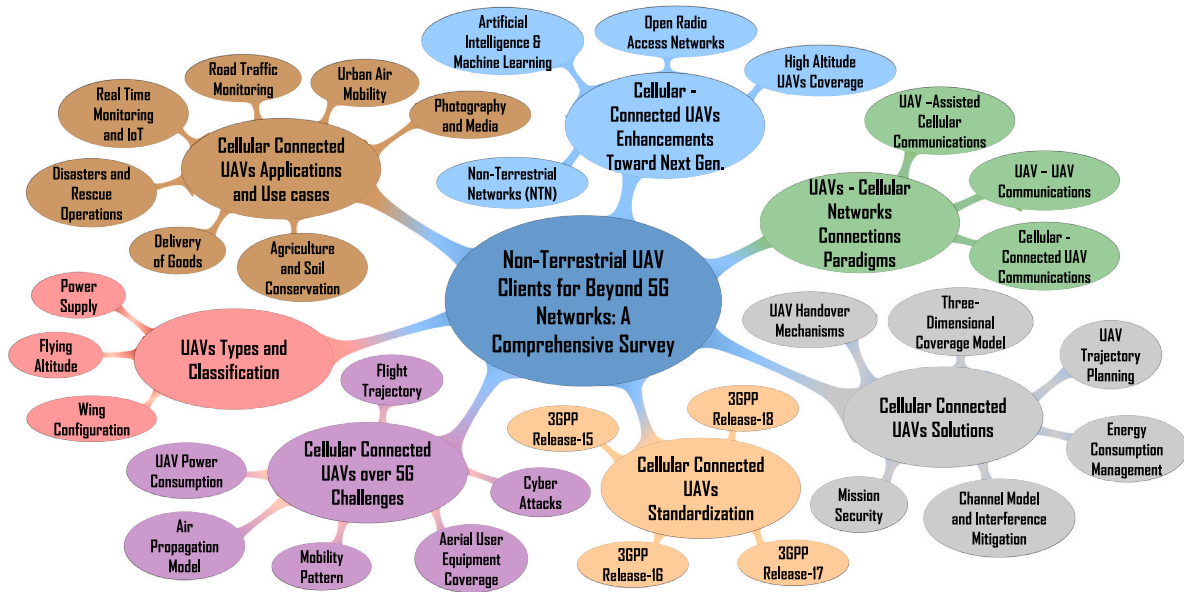 Artificial
Intelligence &
Machine Learning
Open Radio
Access Networks
High Altitude
UAVs Coverage
Non-Terrestrial
Networks (NTN)
Cellular -
Connected UAVs
Enhancements
Toward Next Gen.
Road Traffic
Monitoring
Urban Air
Mobility
Real Time
Monitoring
and IoT
Photography
and Media
Cellular Connected
UAVs Applications
and Use cases
Disasters and
Rescue
Operations
Delivery
of Goods
Agriculture
and Soil
Conservation
UAV –Assisted
Cellular
Communications
UAV – UAV
Communications
Cellular -
Connected UAV
Communications
UAVs - Cellular
Networks
Connections
Paradigms
Non-Terrestrial UAV
Clients for Beyond 5G
Networks: A
Comprehensive Survey
Power
Supply
Flying
Altitude
Wing
Configuration
UAVs Types and
Classification
UAV Handover
Mechanisms
Three-
Dimensional
Coverage Model
UAV
Trajectory
Planning
Cellular Connected
UAVs Solutions
Energy
Consumption
Management
Mission
Security
Channel Model
and Interference
Mitigation
Flight
Trajectory
Cellular Connected
UAVs over 5G
Challenges
UAV Power
Consumption
Cyber
Attacks
Air
Propagation
Model
Mobility
Pattern
Aerial User
Equipment
Coverage
3GPP
Release-15
3GPP
Release-18
Cellular Connected
UAVs
Standardization
3GPP
Release-16
3GPP
Release-17